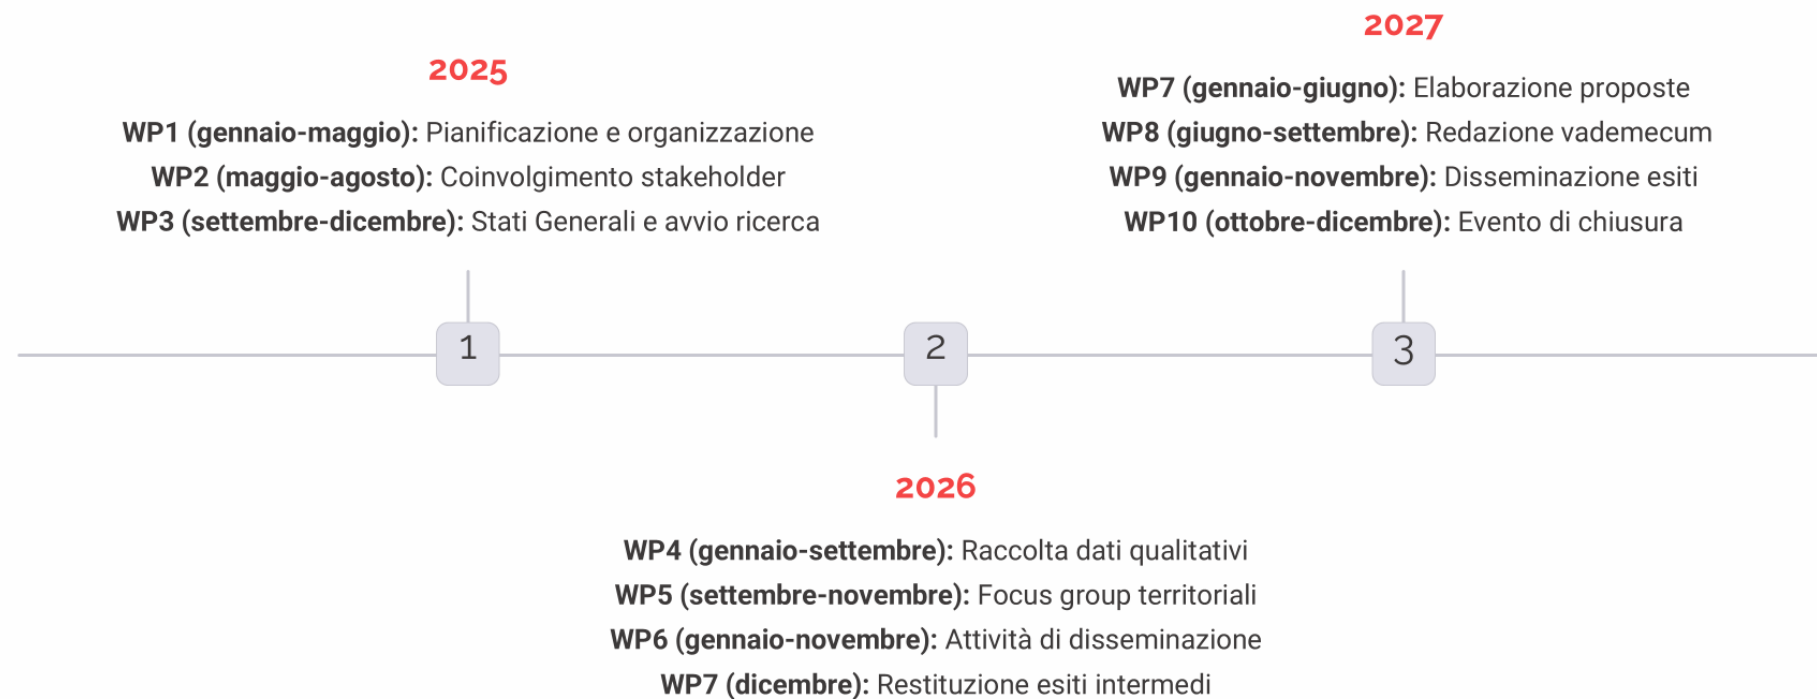 2025
WP1 (gennaio-maggio): Pianificazione e organizzazione
WP2 (maggio-agosto): Coinvolgimento stakeholder
WP3 (settembre-dicembre): Stati Generali e avvio ricerca
2027
WP7 (gennaio-giugno): Elaborazione proposte
WP8 (giugno-settembre): Redazione vademecum
WP9 (gennaio-novembre): Disseminazione esiti
WP10 (ottobre-dicembre): Evento di chiusura
1
2
3
2026
WP4 (gennaio-settembre): Raccolta dati qualitativi
WP5 (settembre-novembre): Focus group territoriali
WP6 (gennaio-novembre): Attività di disseminazione
WP7 (dicembre): Restituzione esiti intermedi